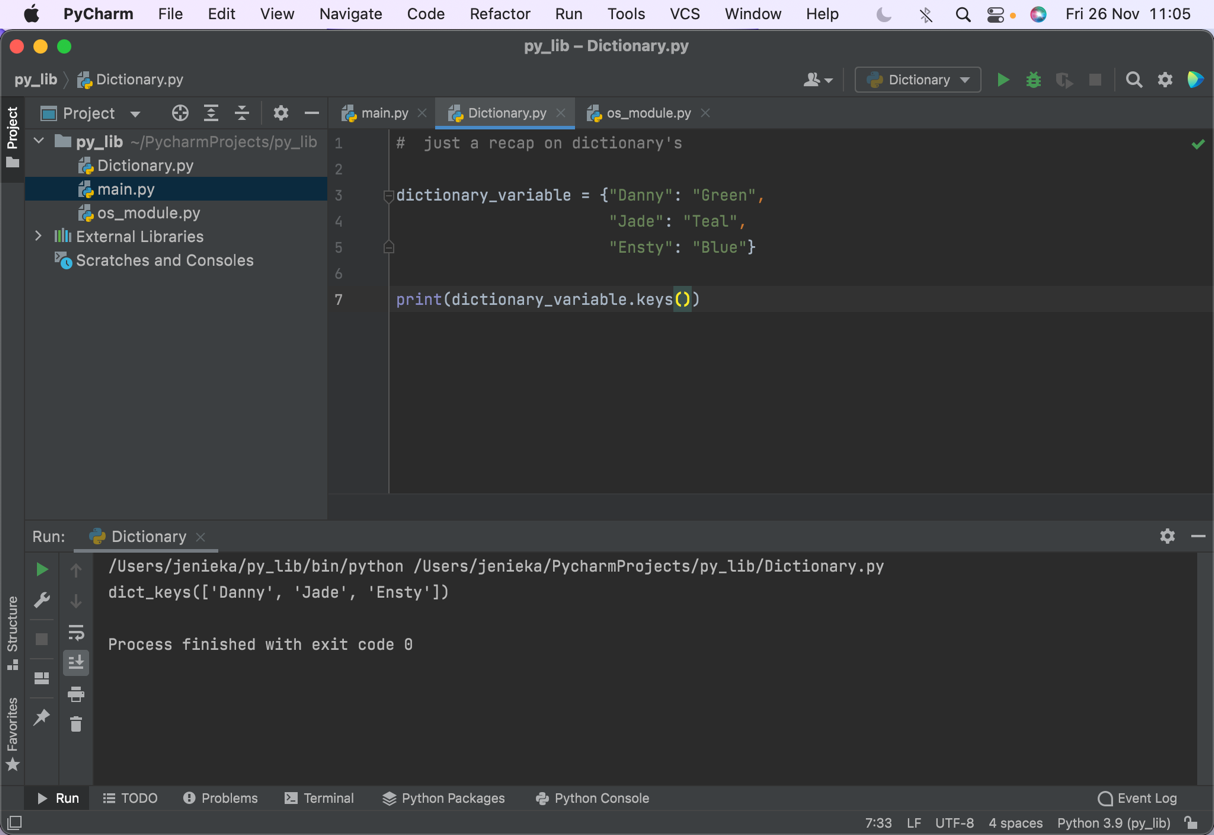 PyCharm File Edit View Navigate Code Refactor Run Tools VCS Window Help Fri 26 Nov 11:05
py_lib – Dictionary.py
py_lib Dictionary.py Dictionary
Project
Project
main.py Dictionary.py os_module.py
py_lib ~/PycharmProjects/py_lib
Dictionary.py
main.py
os_module.py
External Libraries
Scratches and Consoles
1 # just a recap on dictionary's
2
3 dictionary_variable = {"Danny": "Green",
4 "Jade": "Teal",
5 "Ensty": "Blue"}
6
7 print(dictionary_variable.keys())
Run: Dictionary
/Users/jenieka/py_lib/bin/python /Users/jenieka/PycharmProjects/py_lib/Dictionary.py
dict_keys(['Danny', 'Jade', 'Ensty'])
Process finished with exit code 0
Structure
Favorites
Run TODO Problems Terminal Python Packages Python Console Event Log
7:33 LF UTF-8 4 spaces Python 3.9 (py_lib)